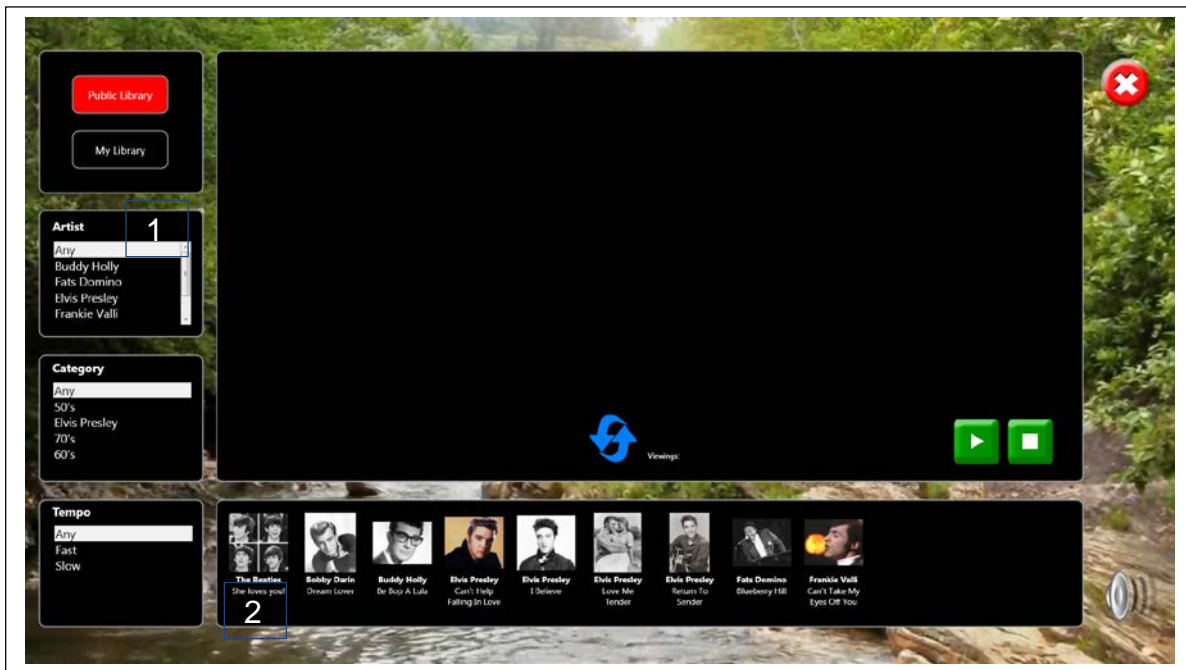 Public Library
My Library
Artist
1
Any
Buddy Holly
Fats Domino
Elvis Presley
Frankie Valli
Category
Any
50's
Elvis Presley
70's
60's
Viewings:
Tempo
Any
Fast
Slow
The Beatles
She loves you!
2
Bobby Darin
Dream Lover
Buddy Holly
Be Bop A Lula
Elvis Presley
Can't Help
Falling In Love
Elvis Presley
I Believe
Elvis Presley
Love Me
Tender
Elvis Presley
Return To
Sender
Fats Domino
Blueberry Hill
Frankie Valli
Can't Take My
Eyes Off You